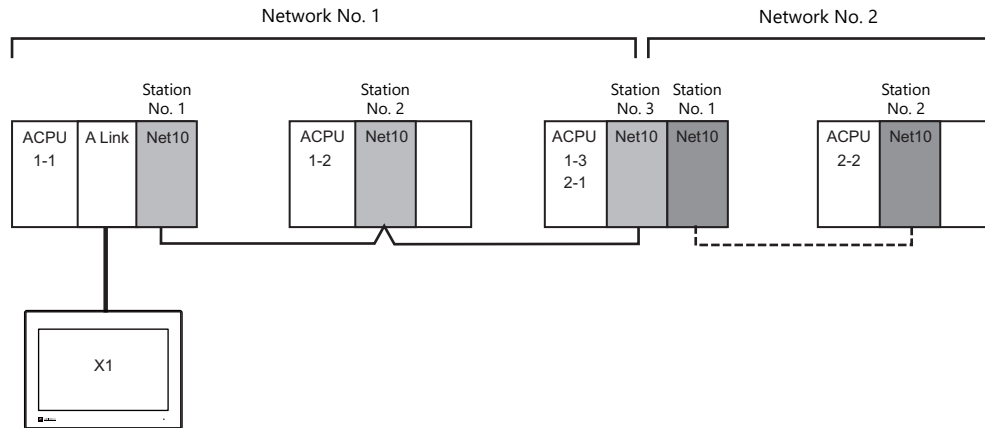 Network No. 1
Network No. 2
Station
No. 1
Station
No. 2
Station
No. 3
Station
No. 1
Station
No. 2
ACPU
1-1
A Link
Net10
ACPU
1-2
Net10
ACPU
1-3
2-1
Net10
Net10
ACPU
2-2
Net10
X1